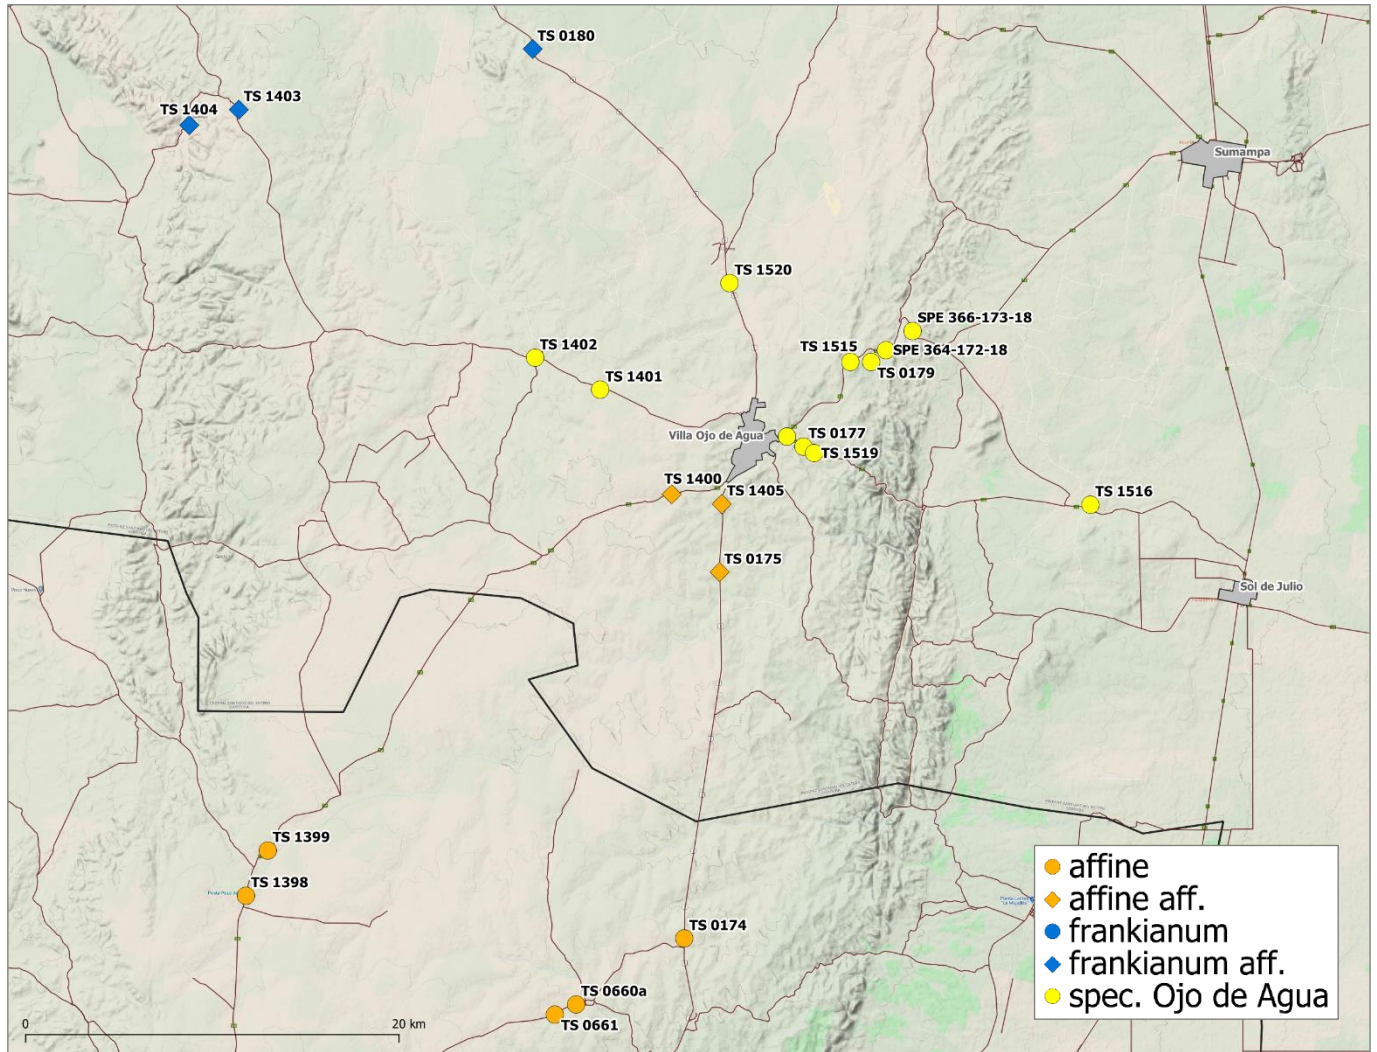 TS 0180
TS 1403
TS 1404
Sumampa
TS 1520
SPE 366-173-18
TS 1402
TS 1515
SPE 364-172-18
TS 0179
TS 1401
Villa Ojo de Agua
TS 0177
TS 1519
TS 1400
TS 1405
TS 1516
TS 0175
Sol de Julio
TS 1399
TS 1398
TS 0174
TS 0660a
TS 0661
0
20 km
affine
affine aff.
frankianum
frankianum aff.
spec. Ojo de Agua